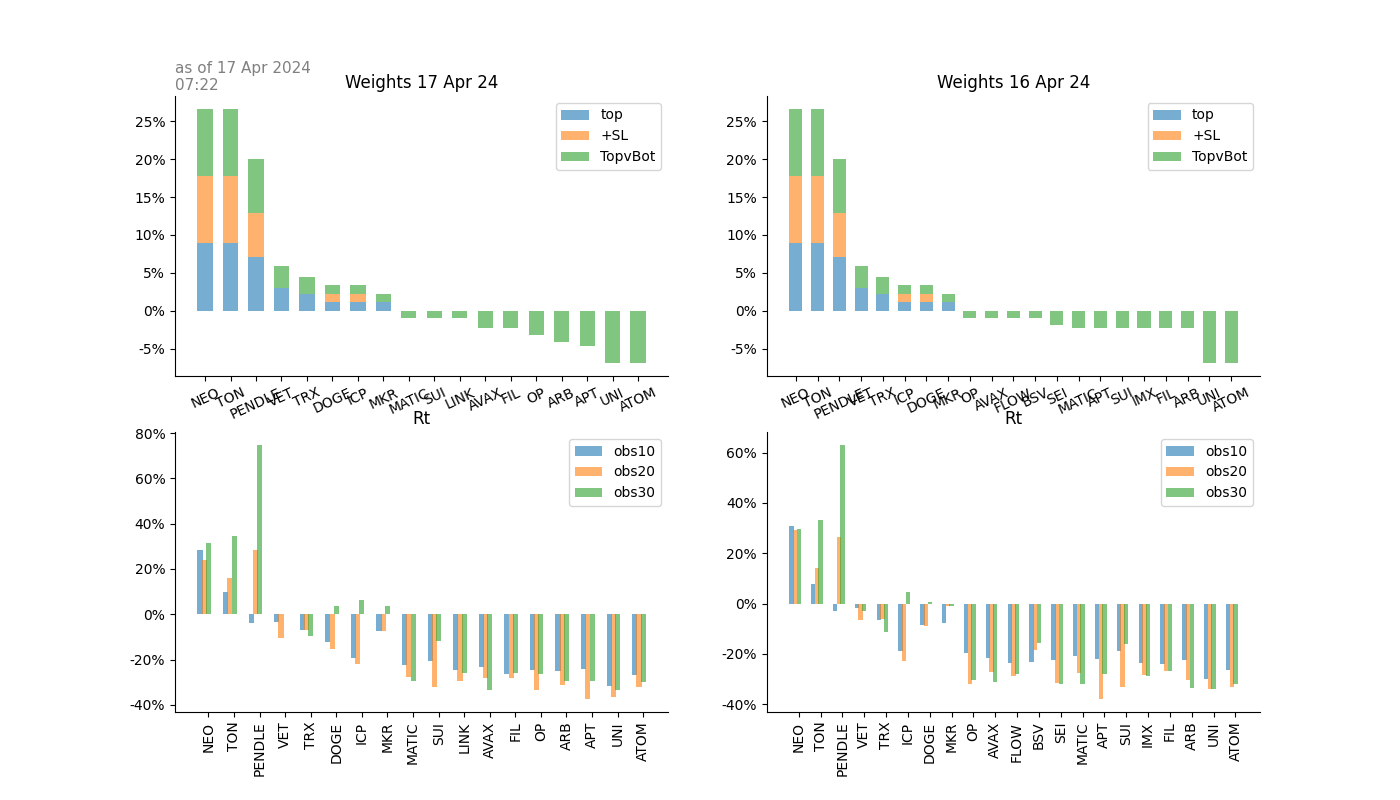 as of 17 Apr 2024
07:22
Weights 17 Apr 24
25%
20%
15%
10%
5%
0%
-5%
top
+SL
TopvBot
NEO TON PENDLE VET TRX DOGE ICP MKR MATIC SUI LINK AVAX FIL OP ARB APT UNI ATOM
Weights 16 Apr 24
25%
20%
15%
10%
5%
0%
-5%
top
+SL
TopvBot
NEO TON PENDLE VET TRX ICP DOGE MKR OP AVAX FLOW BSV SEI MATIC APT SUI IMX FIL ARB UNI ATOM
Rt
80%
60%
40%
20%
0%
-20%
-40%
obs10
obs20
obs30
NEO TON PENDLE VET TRX DOGE ICP MKR MATIC SUI LINK AVAX FIL OP ARB APT UNI ATOM
Rt
60%
40%
20%
0%
-20%
-40%
obs10
obs20
obs30
NEO TON PENDLE VET TRX ICP DOGE MKR OP AVAX FLOW BSV SEI MATIC APT SUI IMX FIL ARB UNI ATOM